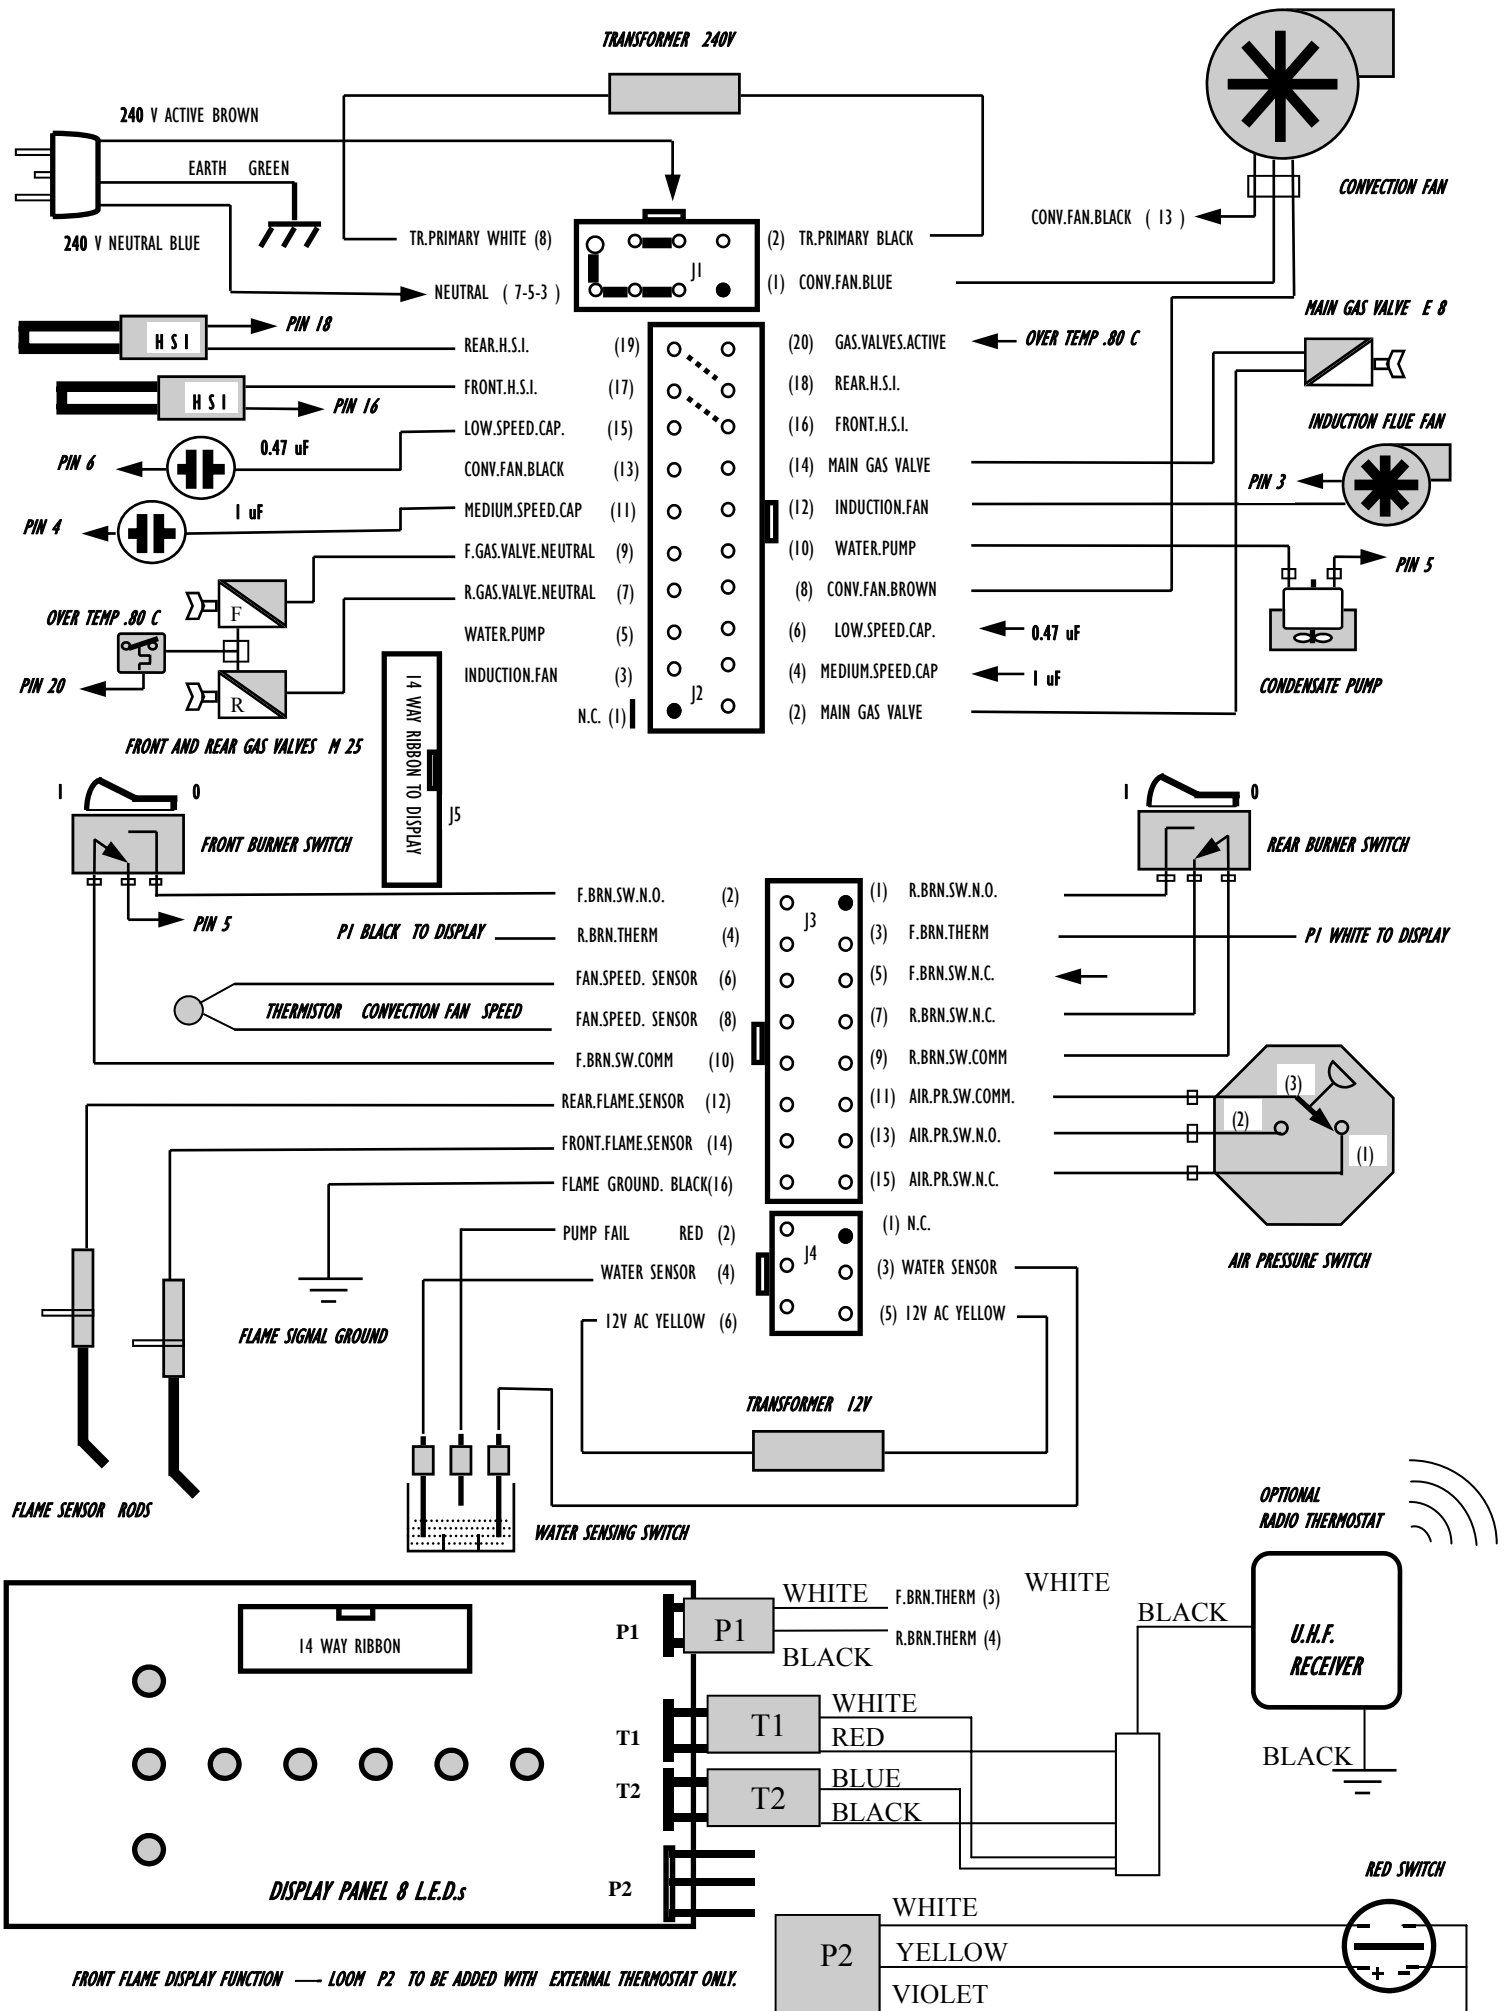 TRANSFORMER 240V
240 V ACTIVE BROWN
EARTH GREEN
240 V NEUTRAL BLUE
CONVECTION FAN
CONV.FAN.BLACK ( 13 )
TR.PRIMARY WHITE (8)
(2) TR.PRIMARY BLACK
J1
(1) CONV.FAN.BLUE
NEUTRAL ( 7-5-3 )
MAIN GAS VALVE E 8
H S I
PIN 18
REAR.H.S.I. (19)
(20) GAS.VALVES.ACTIVE
OVER TEMP .80 C
H S I
PIN 16
FRONT.H.S.I. (17)
(18) REAR.H.S.I.
INDUCTION FLUE FAN
LOW.SPEED.CAP. (15)
(16) FRONT.H.S.I.
0.47 uF
PIN 6
CONV.FAN.BLACK (13)
(14) MAIN GAS VALVE
PIN 3
1 uF
PIN 4
MEDIUM.SPEED.CAP (11)
(12) INDUCTION.FAN
F.GAS.VALVE.NEUTRAL (9)
(10) WATER.PUMP
PIN 5
R.GAS.VALVE.NEUTRAL (7)
(8) CONV.FAN.BROWN
F
OVER TEMP .80 C
WATER.PUMP (5)
(6) LOW.SPEED.CAP.
0.47 uF
INDUCTION.FAN (3)
(4) MEDIUM.SPEED.CAP
1 uF
CONDENSATE PUMP
PIN 20
R
J2
N.C. (1)
(2) MAIN GAS VALVE
FRONT AND REAR GAS VALVES M 25
14 WAY RIBBON TO DISPLAY
J5
1 0
FRONT BURNER SWITCH
1 0
REAR BURNER SWITCH
PIN 5
F.BRN.SW.N.O. (2)
J3
(1) R.BRN.SW.N.O.
P1 BLACK TO DISPLAY
R.BRN.THERM (4)
(3) F.BRN.THERM
P1 WHITE TO DISPLAY
FAN.SPEED. SENSOR (6)
(5) F.BRN.SW.N.C.
THERMISTOR CONVECTION FAN SPEED
FAN.SPEED. SENSOR (8)
(7) R.BRN.SW.N.C.
F.BRN.SW.COMM (10)
(9) R.BRN.SW.COMM
REAR.FLAME.SENSOR (12)
(11) AIR.PR.SW.COMM.
(3)
FRONT.FLAME.SENSOR (14)
(13) AIR.PR.SW.N.O.
(2)
(1)
FLAME GROUND. BLACK(16)
(15) AIR.PR.SW.N.C.
AIR PRESSURE SWITCH
PUMP FAIL RED (2)
J4
(1) N.C.
WATER SENSOR (4)
(3) WATER SENSOR
12V AC YELLOW (6)
(5) 12V AC YELLOW
FLAME SIGNAL GROUND
TRANSFORMER 12V
FLAME SENSOR RODS
WATER SENSING SWITCH
OPTIONAL
RADIO THERMOSTAT
14 WAY RIBBON
P1
P1
WHITE
F.BRN.THERM (3)
R.BRN.THERM (4)
BLACK
WHITE
BLACK
U.H.F.
RECEIVER
T1
T1
WHITE
RED
BLACK
T2
T2
BLUE
BLACK
P2
DISPLAY PANEL 8 L.E.D.s
RED SWITCH
P2
WHITE
YELLOW
VIOLET
- -
- + - -
FRONT FLAME DISPLAY FUNCTION — LOOM P2 TO BE ADDED WITH EXTERNAL THERMOSTAT ONLY.